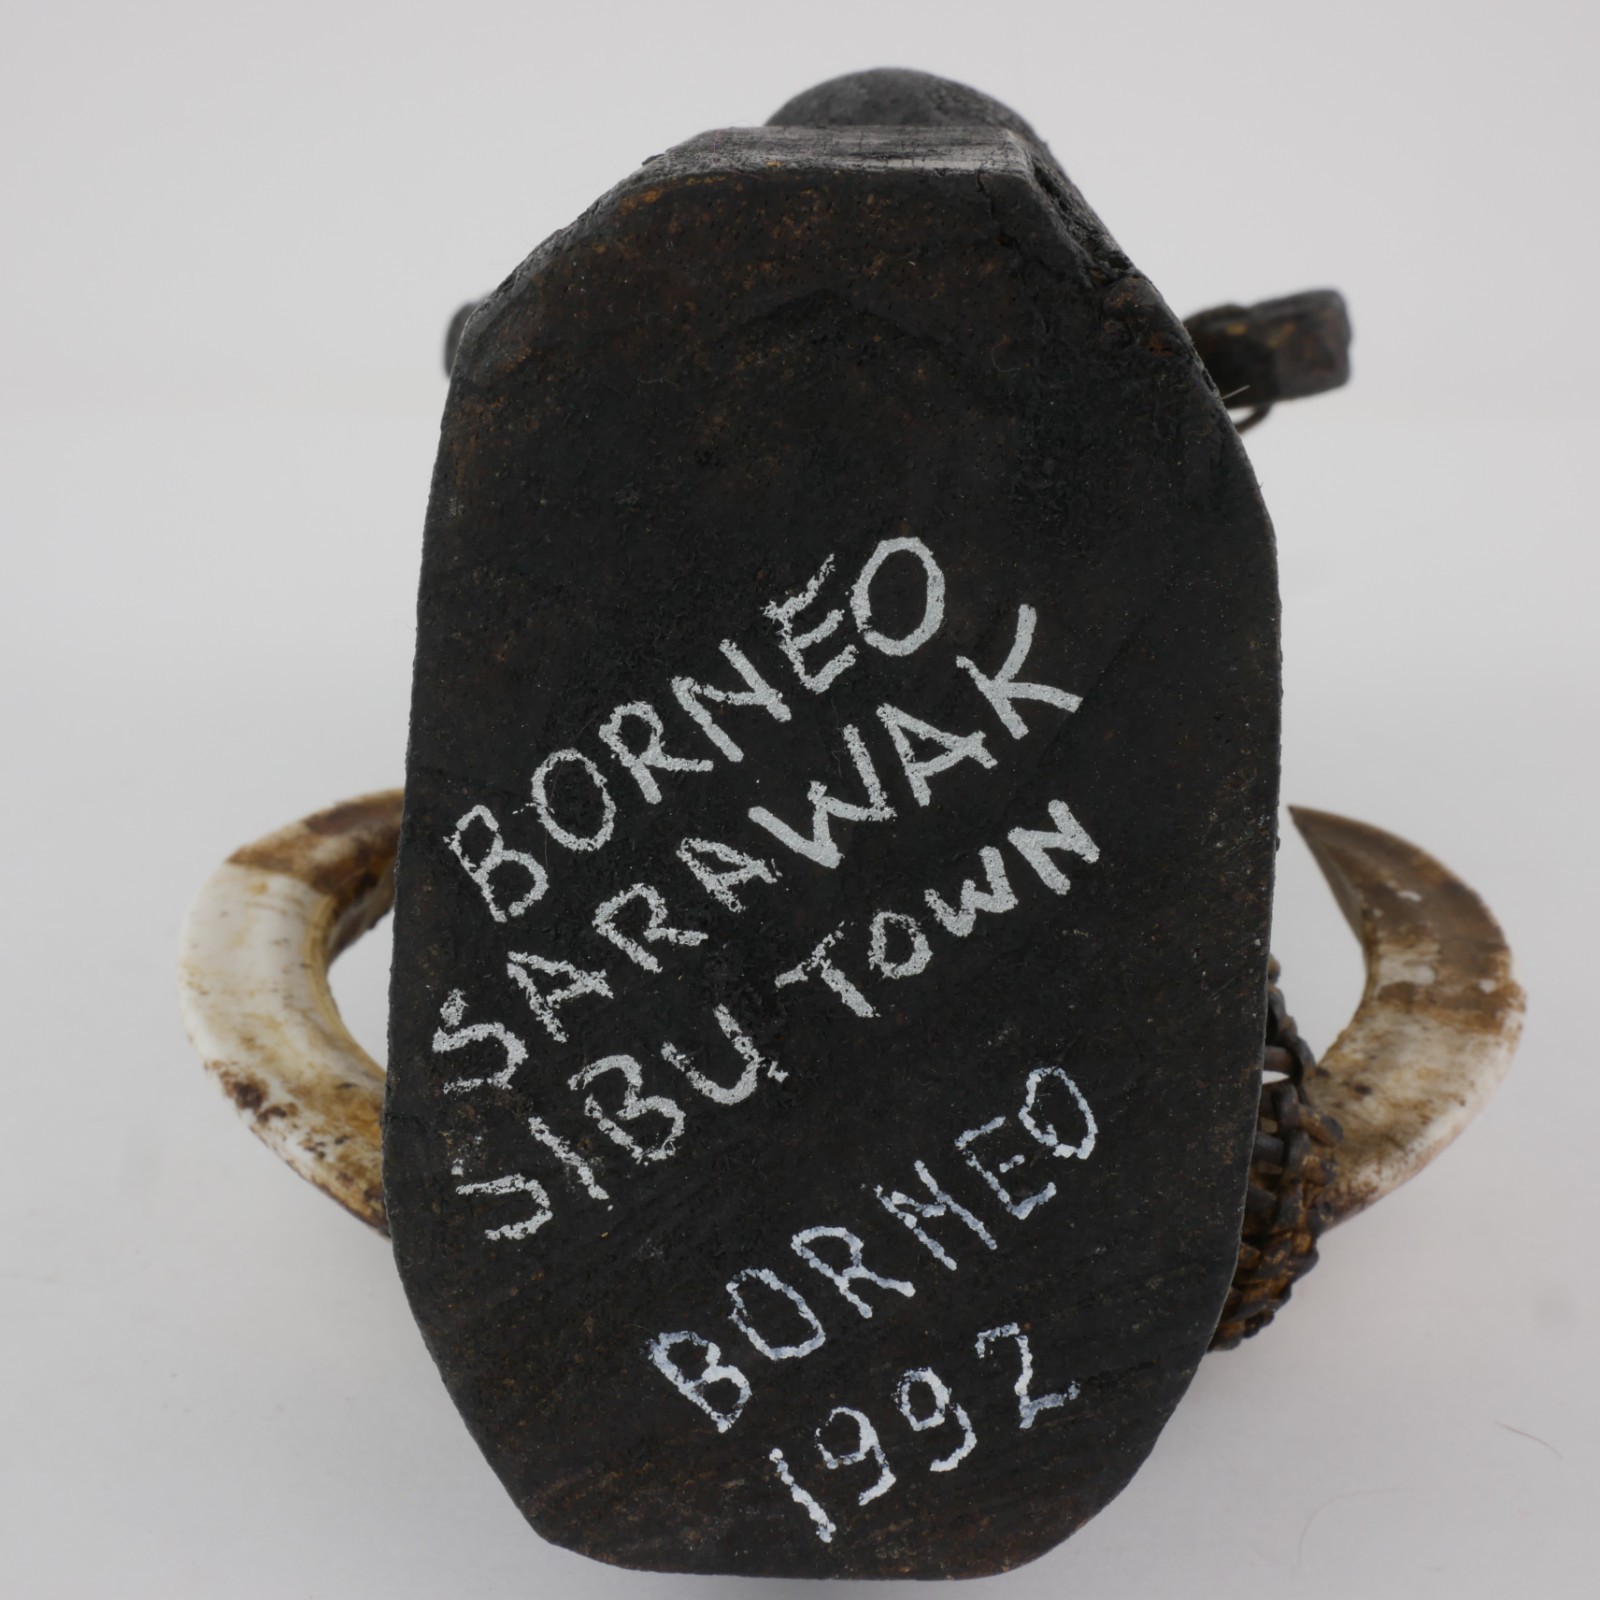 BORNEO
SARAWAK
SIBU TOWN
BORNEO
1992